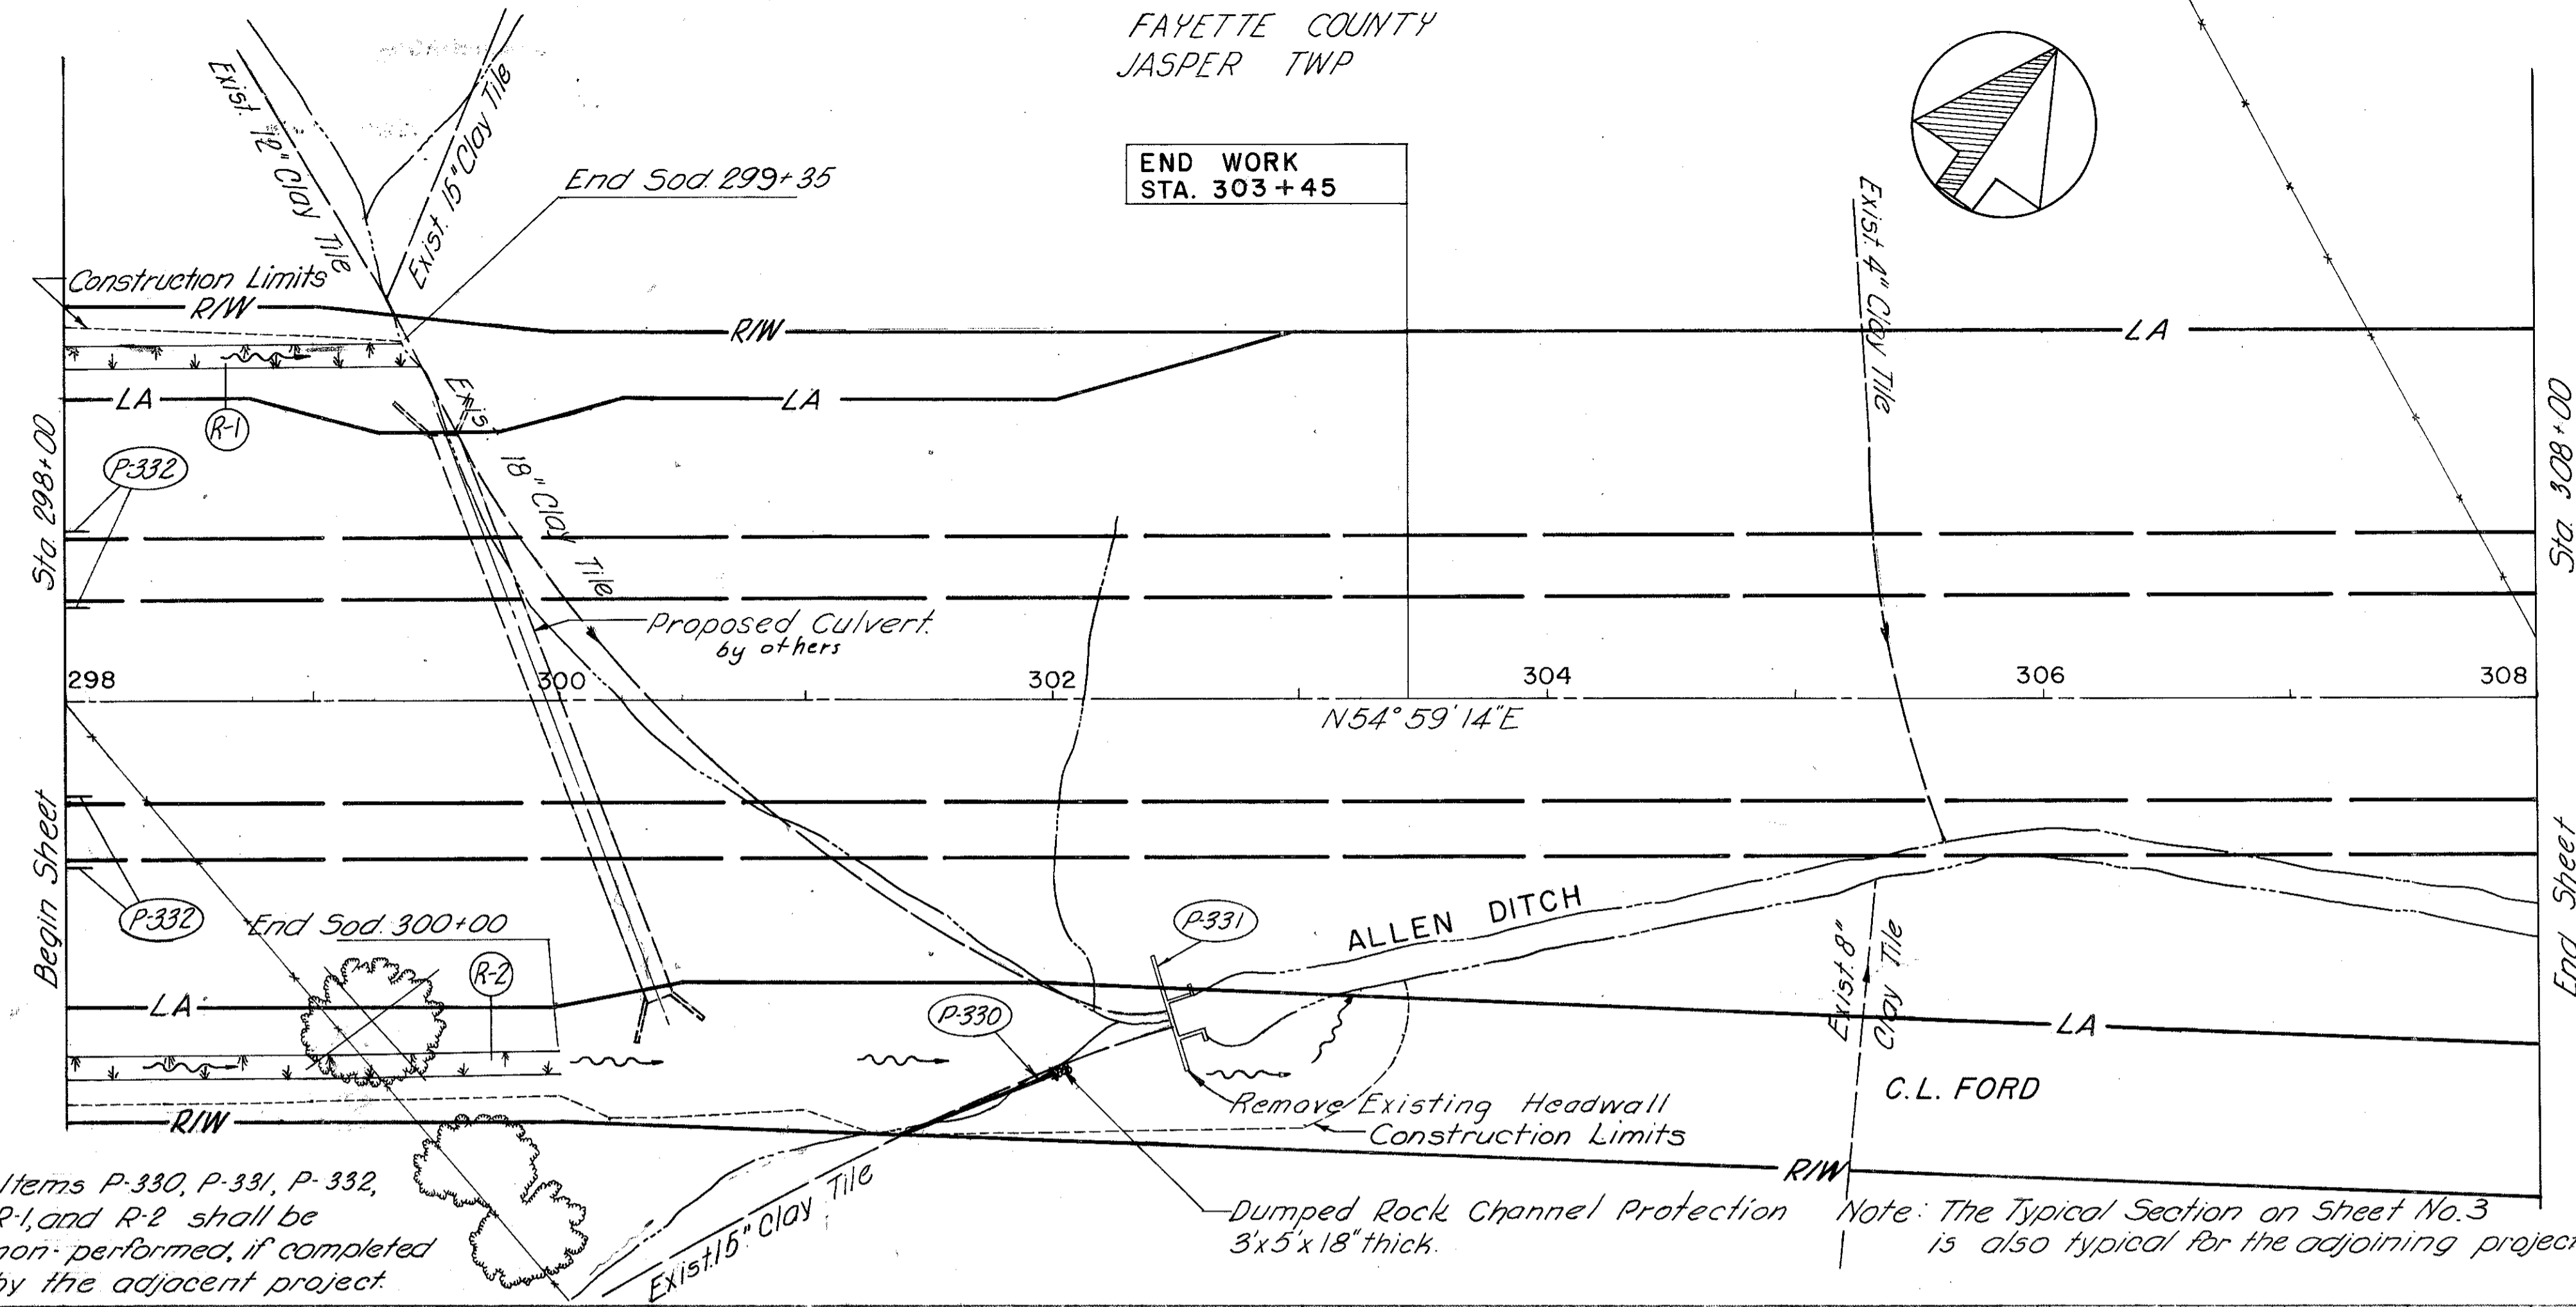 FAYETTE COUNTY
JASPER TWP
END WORK
STA. 303+45
Exist. 12" Clay Tile
Exist. 15" Clay Tile
End Sod. 299+35
Exist. 4" Clay Tile
Construction Limits
R/W
R/W
LA
LA
LA
R-1
Exis.
18" Clay Tile
Sta. 298+00
Sta. 308+00
P-332
Proposed Culvert.
by others
298
300
302
304
306
308
N54°59'14"E
Begin Sheet
End Sheet
P-332
End Sod. 300+00
R-2
P-331
ALLEN DITCH
Exist. 8"
Clay Tile
LA
P-330
LA
C.L. FORD
R/W
Remove Existing Headwall
Construction Limits
R/W
Items P-330, P-331, P-332,
R-1, and R-2 shall be
non-performed, if completed
by the adjacent project.
Exist. 15" Clay Tile
Dumped Rock Channel Protection
3'x5'x18" thick.
Note: The Typical Section on Sheet No. 3
is also typical for the adjoining project